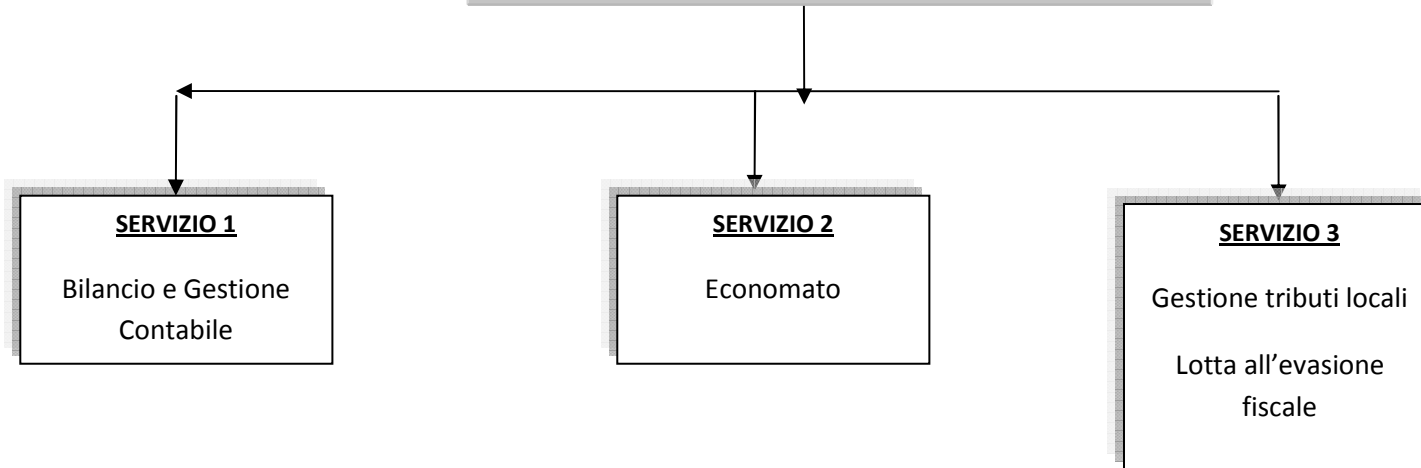 SERVIZIO 1
Bilancio e Gestione
Contabile
SERVIZIO 2
Economato
SERVIZIO 3
Gestione tributi locali
Lotta all’evasione
fiscale